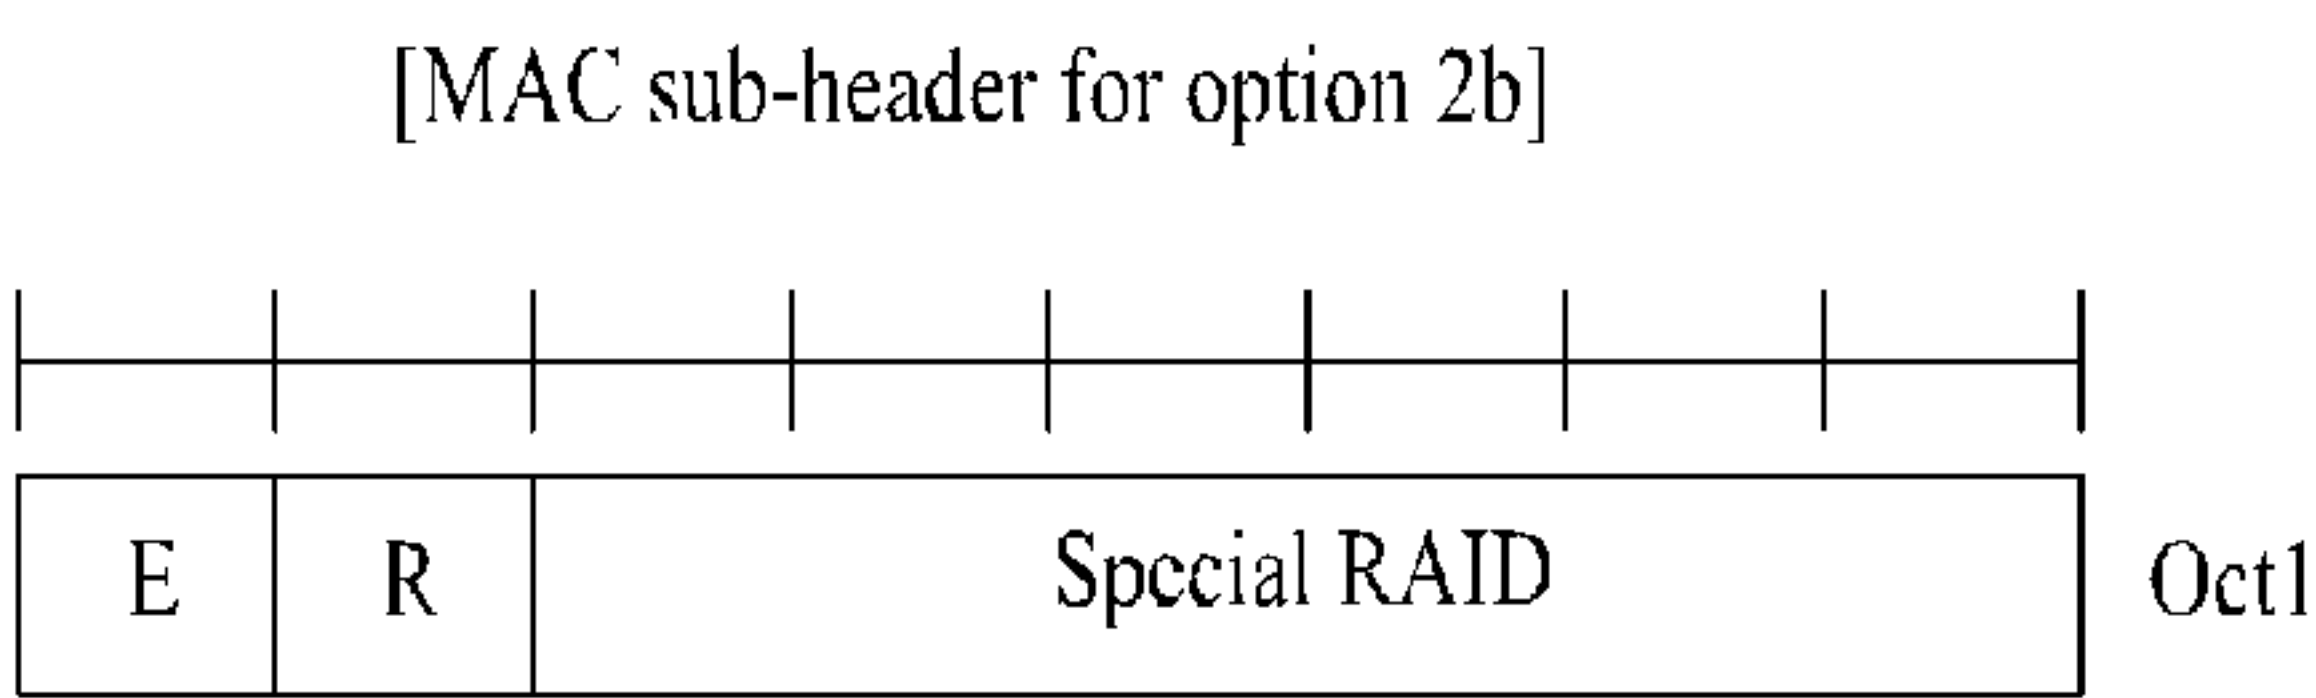 [MAC sub-header for option 2b]
E R Special RAID Oct1